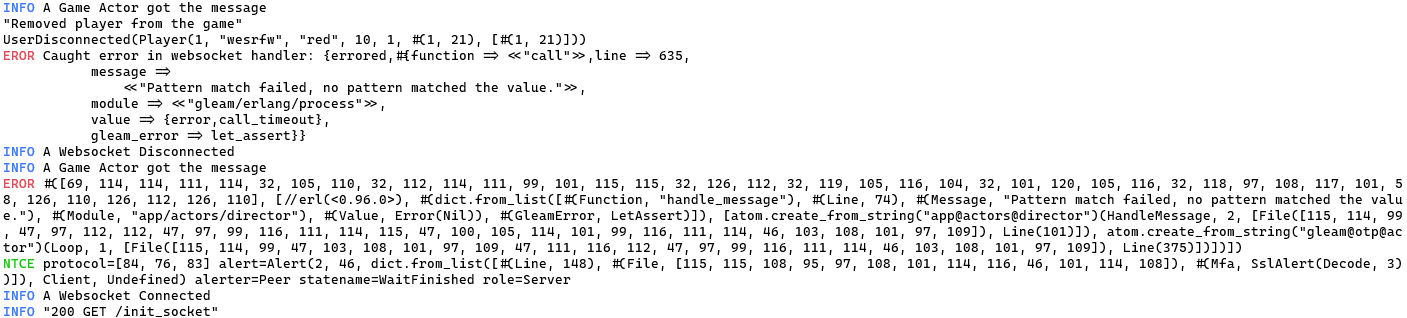 INFO A Game Actor got the message
"Removed player from the game"
UserDisconnected(Player(1, "wesrfw", "red", 10, 1, #(1, 21), [#(1, 21)]))
EROR Caught error in websocket handler: {errored,#{function => <<"call">>,line => 635,
message =>
<<"Pattern match failed, no pattern matched the value.">>,
module => <<"gleam/erlang/process">>,
value => {error,call_timeout},
gleam_error => let_assert}}
INFO A Websocket Disconnected
INFO A Game Actor got the message
EROR #([69, 114, 114, 111, 114, 32, 105, 110, 32, 112, 114, 111, 99, 101, 115, 115, 32, 126, 112, 32, 119, 105, 116, 104, 32, 101, 120, 105, 116, 32, 118, 97, 108, 117, 101, 5
8, 126, 110, 126, 112, 126, 110], [//erl(<0.96.0>), #(dict.from_list([#(Function, "handle_message"), #(Line, 74), #(Message, "Pattern match failed, no pattern matched the valu
e."), #(Module, "app/actors/director"), #(Value, Error(Nil)), #(GleamError, LetAssert)]), [atom.create_from_string("app@actors@director")(HandleMessage, 2, [File([115, 114, 99
, 47, 97, 112, 112, 47, 97, 99, 116, 111, 114, 115, 47, 100, 105, 114, 101, 99, 116, 111, 114, 46, 103, 108, 101, 97, 109]), Line(101)]), atom.create_from_string("gleam@otp@ac
tor")(Loop, 1, [File([115, 114, 99, 47, 103, 108, 101, 97, 109, 47, 111, 116, 112, 47, 97, 99, 116, 111, 114, 46, 103, 108, 101, 97, 109]), Line(375)])])])
NTCE protocol=[84, 76, 83] alert=Alert(2, 46, dict.from_list([#(Line, 148), #(File, [115, 115, 108, 95, 97, 108, 101, 114, 116, 46, 101, 114, 108]), #(Mfa, SslAlert(Decode, 3)
)]), Client, Undefined) alerter=Peer statename=WaitFinished role=Server
INFO A Websocket Connected
INFO "200 GET /init_socket"